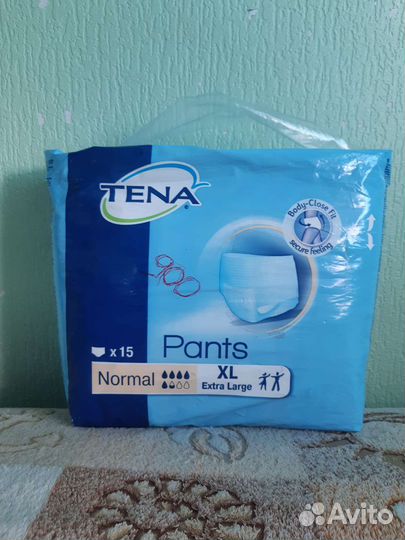 TENA
Body-Close Fit
secure feeling
Pants
x 15
Normal
XL
Extra Large
Avito